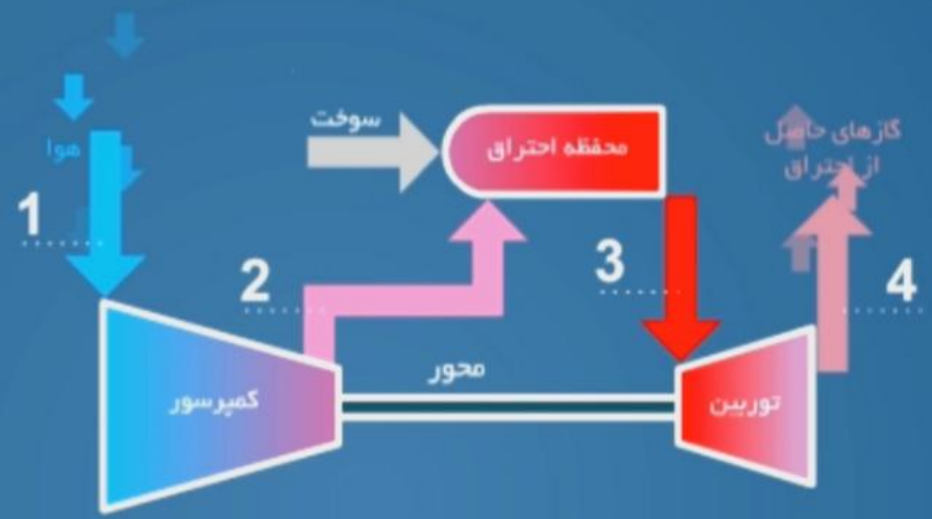 سوخت
محفظه احتراق
گازهای حاصل
از احتراق
هوا
1
2
3
4
محور
کمپرسور
توربین